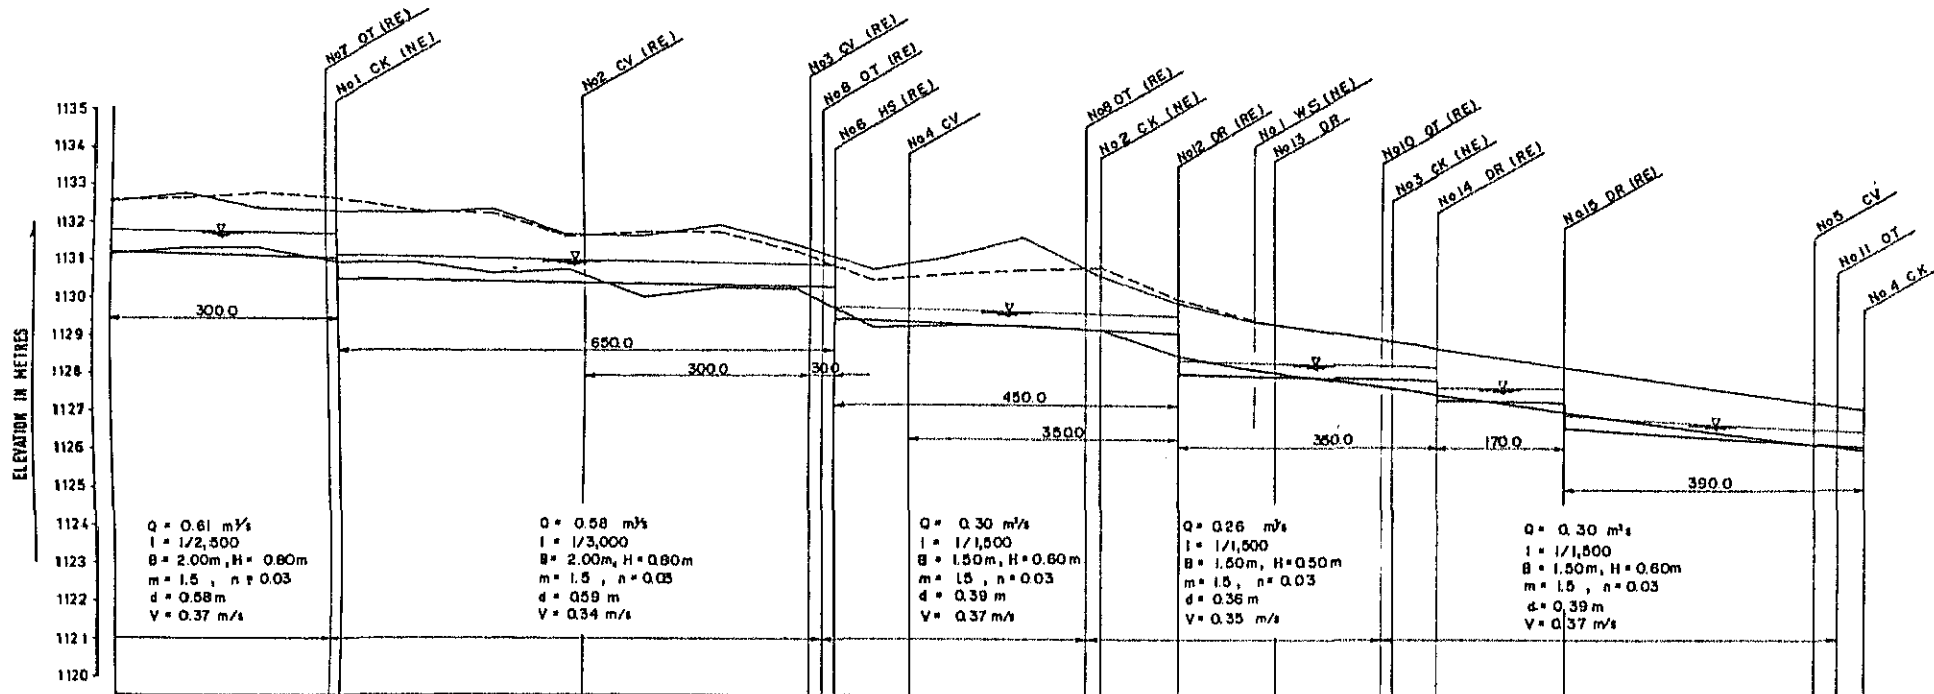 No7 OT (RE)
No1 CK (NE)
No2 CV (RE)
No3 CV (RE)
No8 OT (RE)
No6 HS (RE)
No4 CV
No8 OT (RE)
No2 CK (NE)
No12 DR (RE)
No1 WS (NE)
No13 DR
No10 OT (RE)
No3 CK (NE)
No14 DR (RE)
No15 DR (RE)
No5 CV
No11 OT
No4 CK
ELEVATION IN METRES
1135
1134
1133
1132
1131
1130
1129
1128
1127
1126
1125
1124
1123
1122
1121
1120
300.0
650.0
300.0
30.0
450.0
350.0
350.0
170.0
390.0
Q = 0.61 m³/s
I = 1/2,500
B = 2.00m, H = 0.80m
m = 1.5 , n = 0.03
d = 0.58m
V = 0.37 m/s
Q = 0.58 m³/s
I = 1/3,000
B = 2.00m, H = 0.80m
m = 1.5 , n = 0.03
d = 0.59 m
V = 0.34 m/s
Q = 0.30 m³/s
I = 1/1,500
B = 1.50m, H = 0.60m
m = 1.5 , n = 0.03
d = 0.39 m
V = 0.37 m/s
Q = 0.26 m³/s
I = 1/1,500
B = 1.50m, H = 0.50m
m = 1.5 , n = 0.03
d = 0.36 m
V = 0.35 m/s
Q = 0.30 m³/s
I = 1/1,500
B = 1.50m, H = 0.60m
m = 1.5 , n = 0.03
d = 0.39 m
V = 0.37 m/s